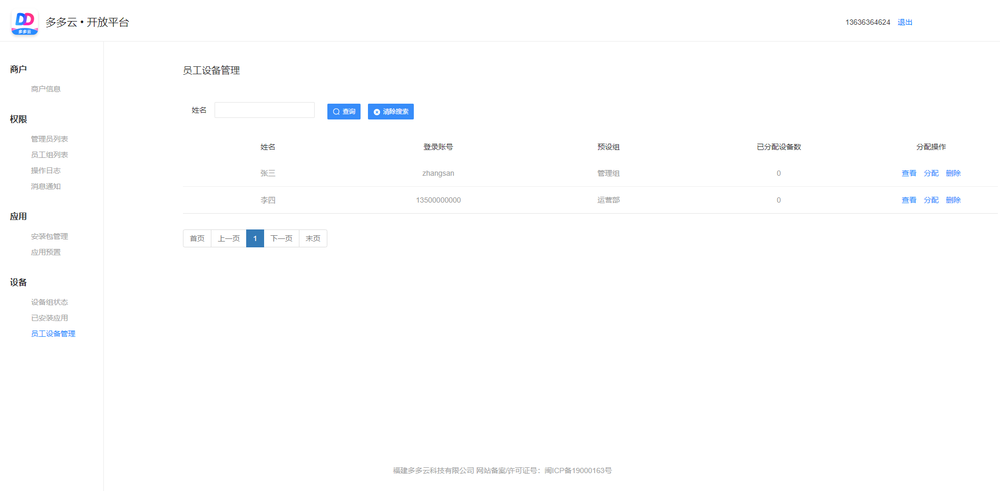 DD
多多云
多多云 • 开放平台
13636364624 退出
商户
商户信息
权限
管理员列表
员工组列表
操作日志
消息通知
应用
安装包管理
应用预置
设备
设备组状态
已安装应用
员工设备管理
员工设备管理
姓名 查询 清除搜索
姓名 登录账号 预设组 已分配设备数 分配操作
张三 zhangsan 管理组 0 查看 分配 删除
李四 13500000000 运营部 0 查看 分配 删除
首页 上一页 1 下一页 末页
福建多多云科技有限公司 网站备案/许可证号：闽ICP备19000163号